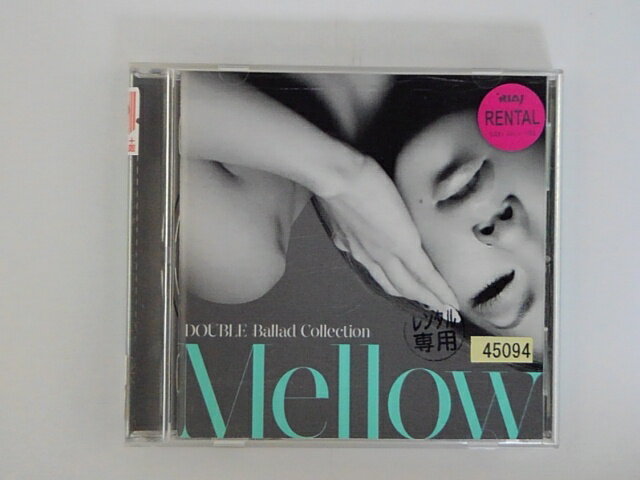 RENTAL
DOUBLE Ballad Collection
レンタル
専用
45094
Mellow